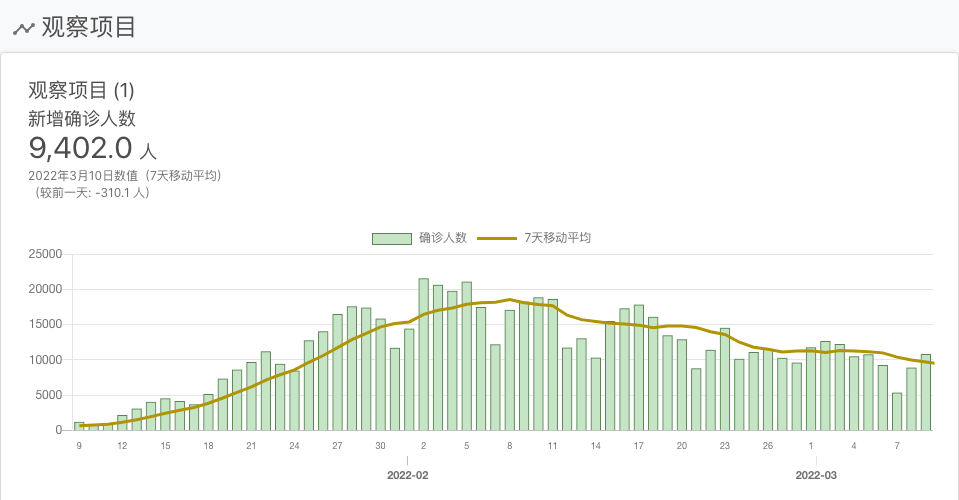 观察项目
观察项目 (1)
新增确诊人数
9,402.0 人
2022年3月10日数值（7天移动平均）
（较前一天: -310.1 人）
确诊人数 7天移动平均
25000
20000
15000
10000
5000
0
9 12 15 18 21 24 27 30 2 5 8 11 14 17 20 23 26 1 4 7
2022-02 2022-03